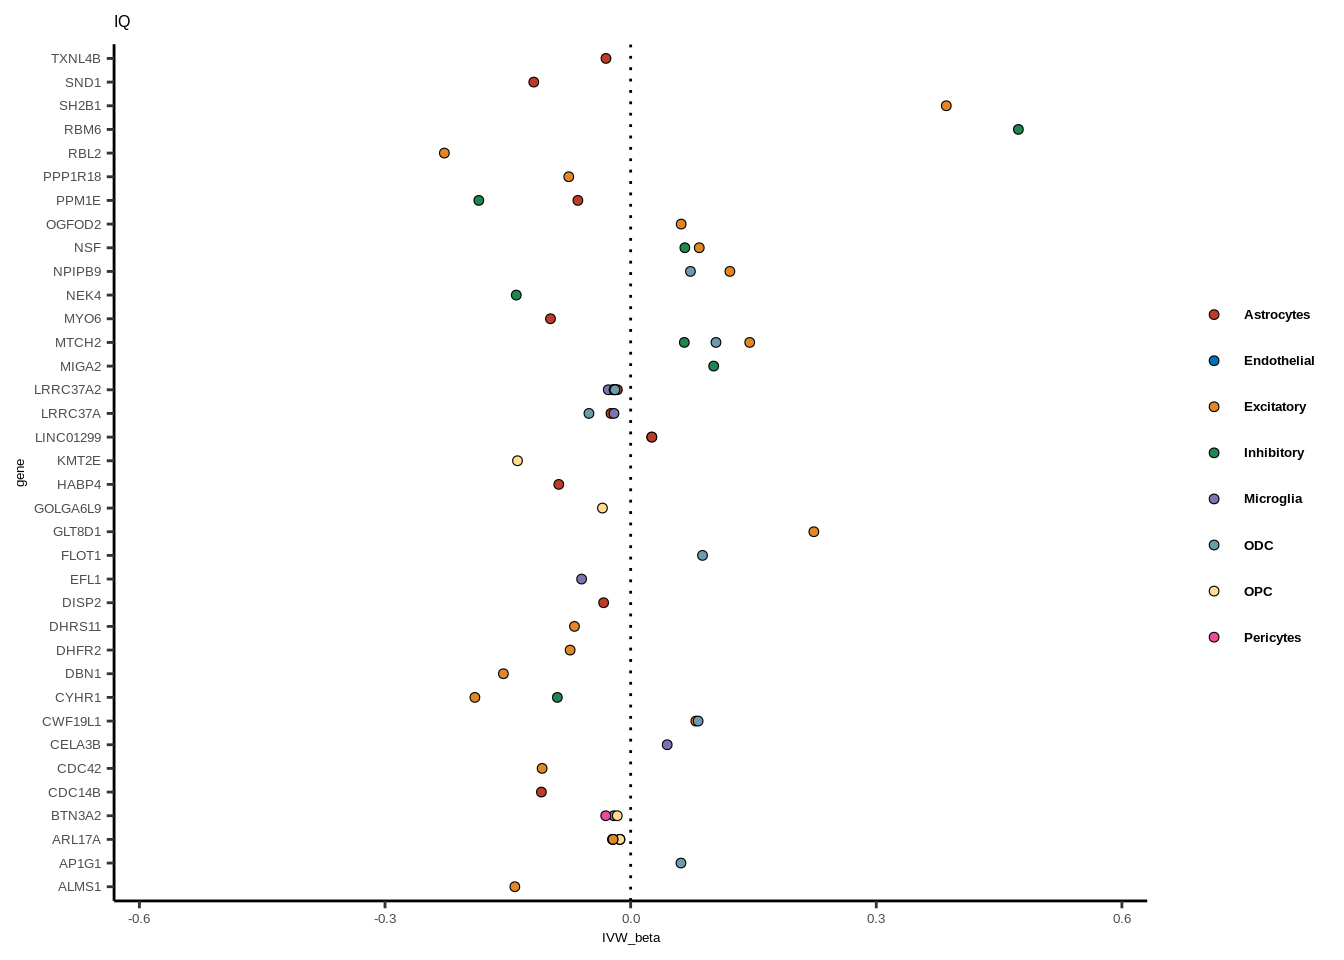 IQ
TXNL4B
SND1
SH2B1
RBM6
RBL2
PPP1R18
PPM1E
OGFOD2
NSF
NPIPB9
NEK4
MYO6
MTCH2
MIGA2
LRRC37A2
LRRC37A
LINC01299
KMT2E
HABP4
GOLGA6L9
GLT8D1
FLOT1
EFL1
DISP2
DHRS11
DHFR2
DBN1
CYHR1
CWF19L1
CELA3B
CDC42
CDC14B
BTN3A2
ARL17A
AP1G1
ALMS1
gene
-0.6 -0.3 0.0 0.3 0.6
IVW_beta
Astrocytes
Endothelial
Excitatory
Inhibitory
Microglia
ODC
OPC
Pericytes